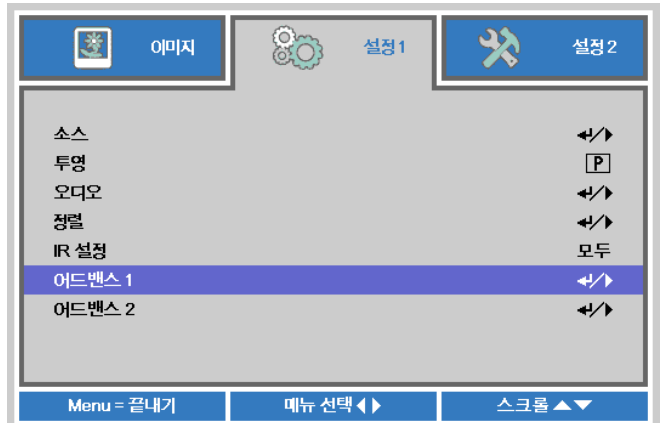 이미지
설정1
설정2
소스
투영 P
오디오
정렬
IR 설정 모두
어드밴스 1
어드밴스 2
Menu = 끝내기
메뉴 선택 ◀ ▶
스크롤 ▲▼